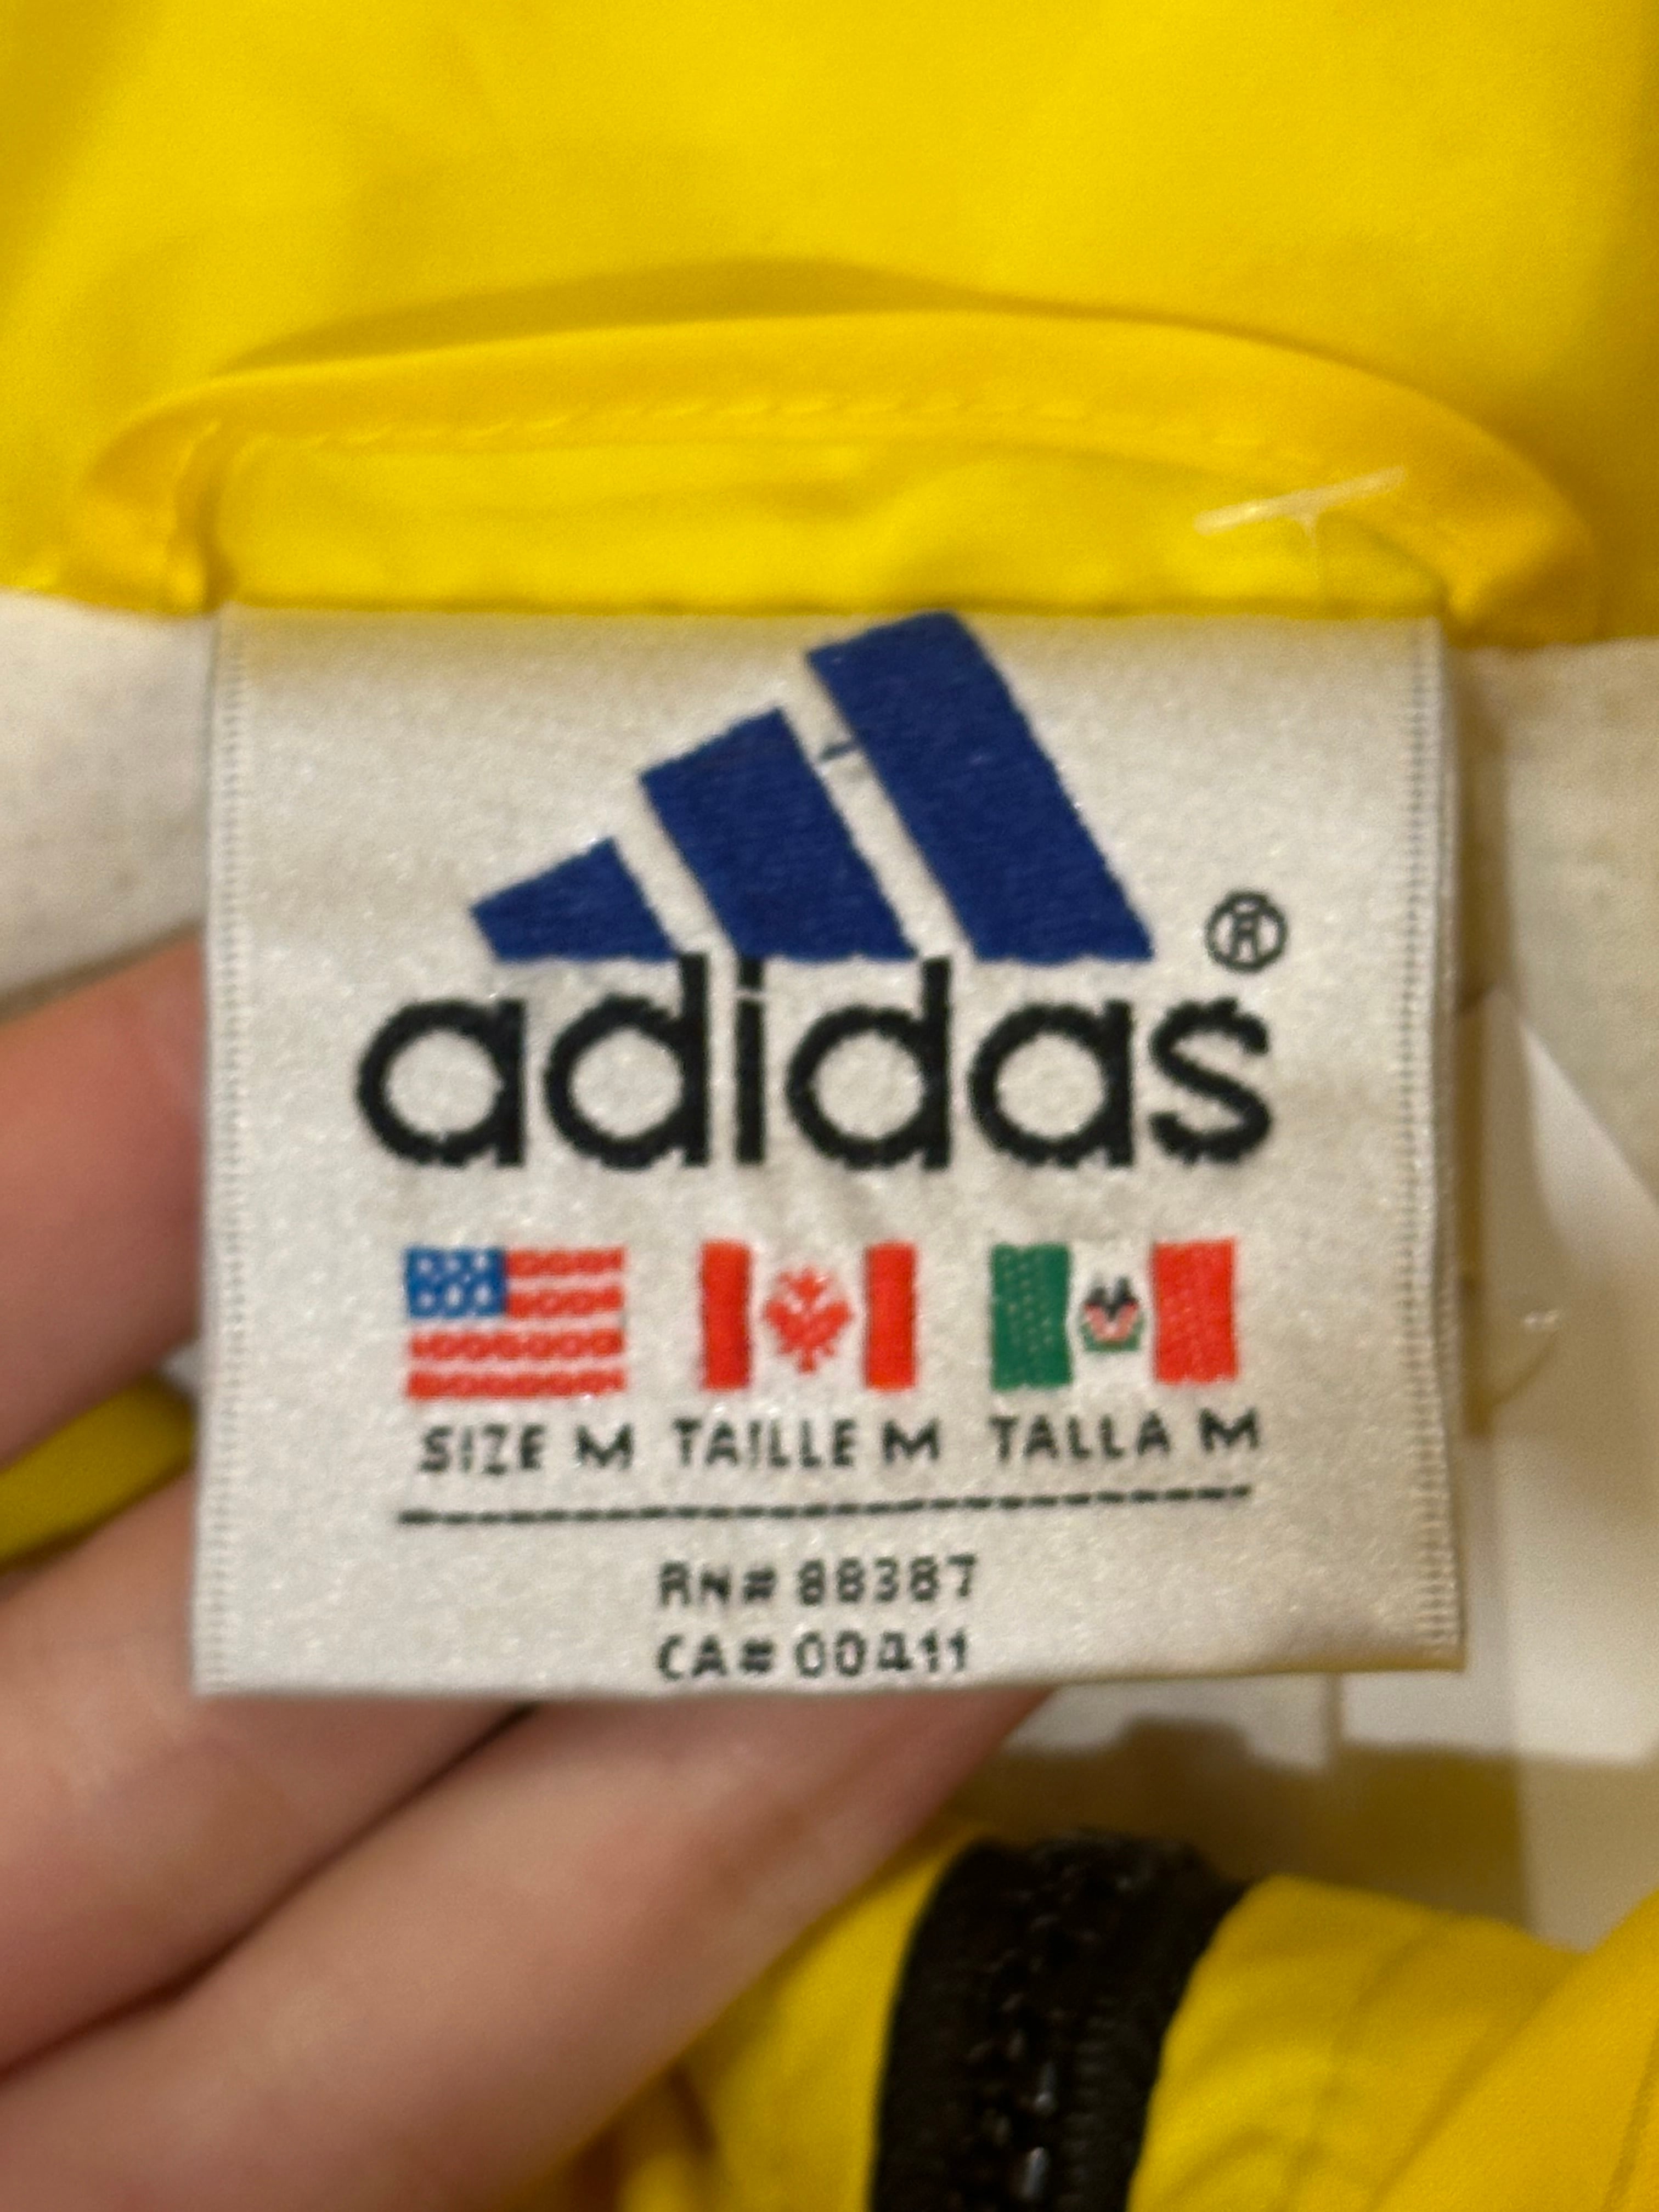 adidas ®
SIZE M TAILLE M TALLA M
RN# 88387
CA# 00411